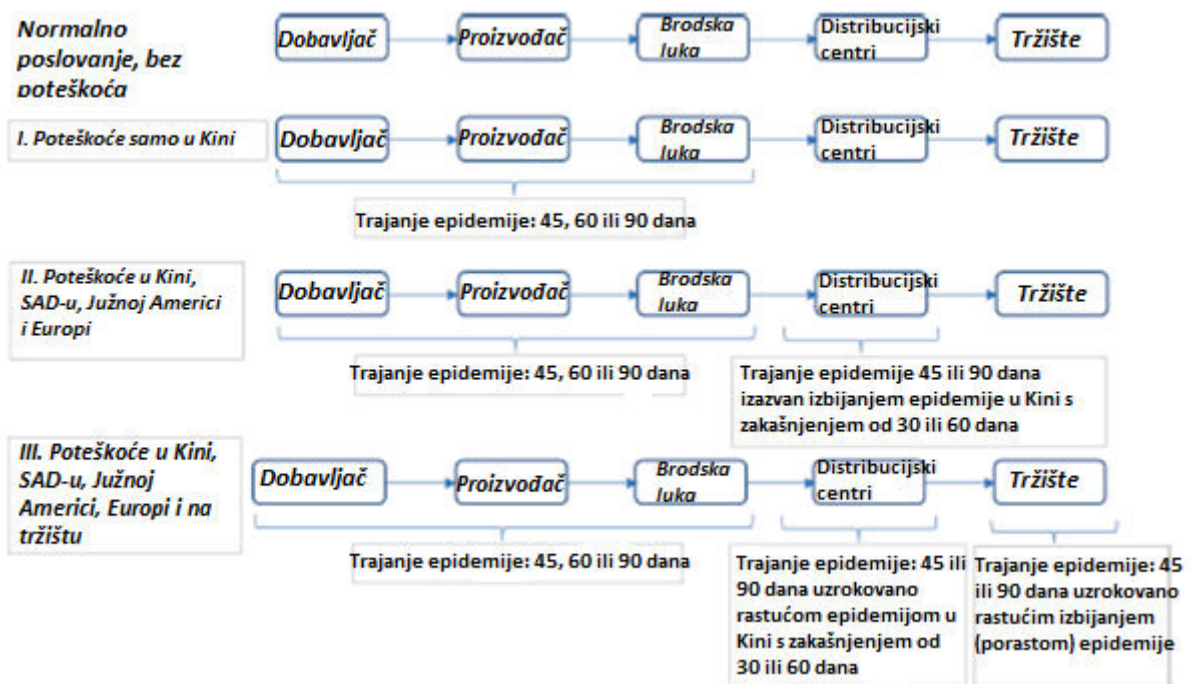 Normalno
poslovanje, bez
poteškoća
Dobavljač
Proizvođač
Brodska
luka
Distribucijski
centri
Tržište
I. Poteškoće samo u Kini
Dobavljač
Proizvođač
Brodska
luka
Distribucijski
centri
Tržište
Trajanje epidemije: 45, 60 ili 90 dana
II. Poteškoće u Kini,
SAD-u, Južnoj Americi
i Europi
Dobavljač
Proizvođač
Brodska
luka
Distribucijski
centri
Tržište
Trajanje epidemije: 45, 60 ili 90 dana
Trajanje epidemije 45 ili 90 dana
izazvan izbijanjem epidemije u Kini s
zakašnjenjem od 30 ili 60 dana
III. Poteškoće u Kini,
SAD-u, Južnoj
Americi, Europi i na
tržištu
Dobavljač
Proizvođač
Brodska
luka
Distribucijski
centri
Tržište
Trajanje epidemije: 45, 60 ili 90 dana
Trajanje epidemije: 45 ili
90 dana uzrokovano
rastućom epidemijom u
Kini s zakašnjenjem od
30 ili 60 dana
Trajanje epidemije: 45
ili 90 dana uzrokovano
rastućim izbijanjem
(porastom) epidemije